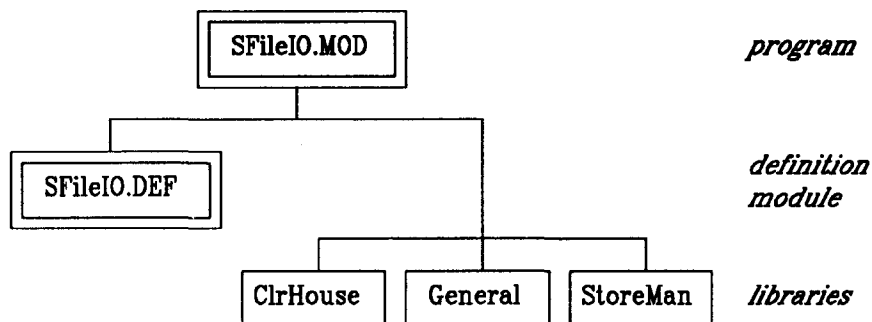 SFileIO.MOD
program
SFileIO.DEF
definition
module
ClrHouse
General
StoreMan
libraries